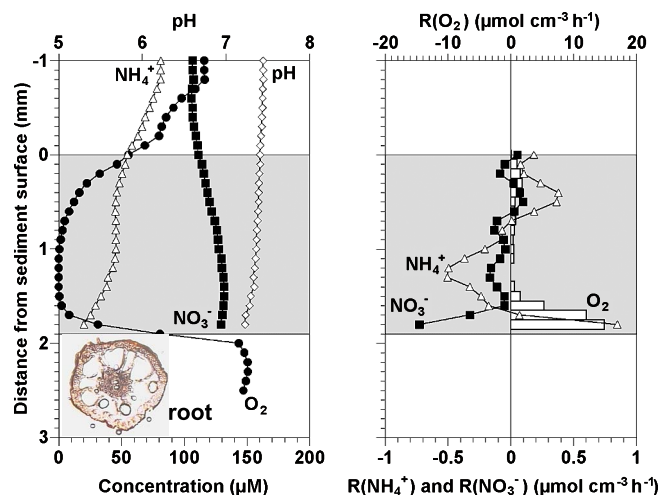 pH
5 6 7 8
R(O₂) (µmol cm⁻³ h⁻¹)
-20 -10 0 10 20
-1
0
1
2
3
Distance from sediment surface (mm)
NH₄⁺
pH
NO₃⁻
root
O₂
NH₄⁺
NO₃⁻
O₂
0 50 100 150 200
Concentration (µM)
-1 -0.5 0 0.5 1
R(NH₄⁺) and R(NO₃⁻) (µmol cm⁻³ h⁻¹)